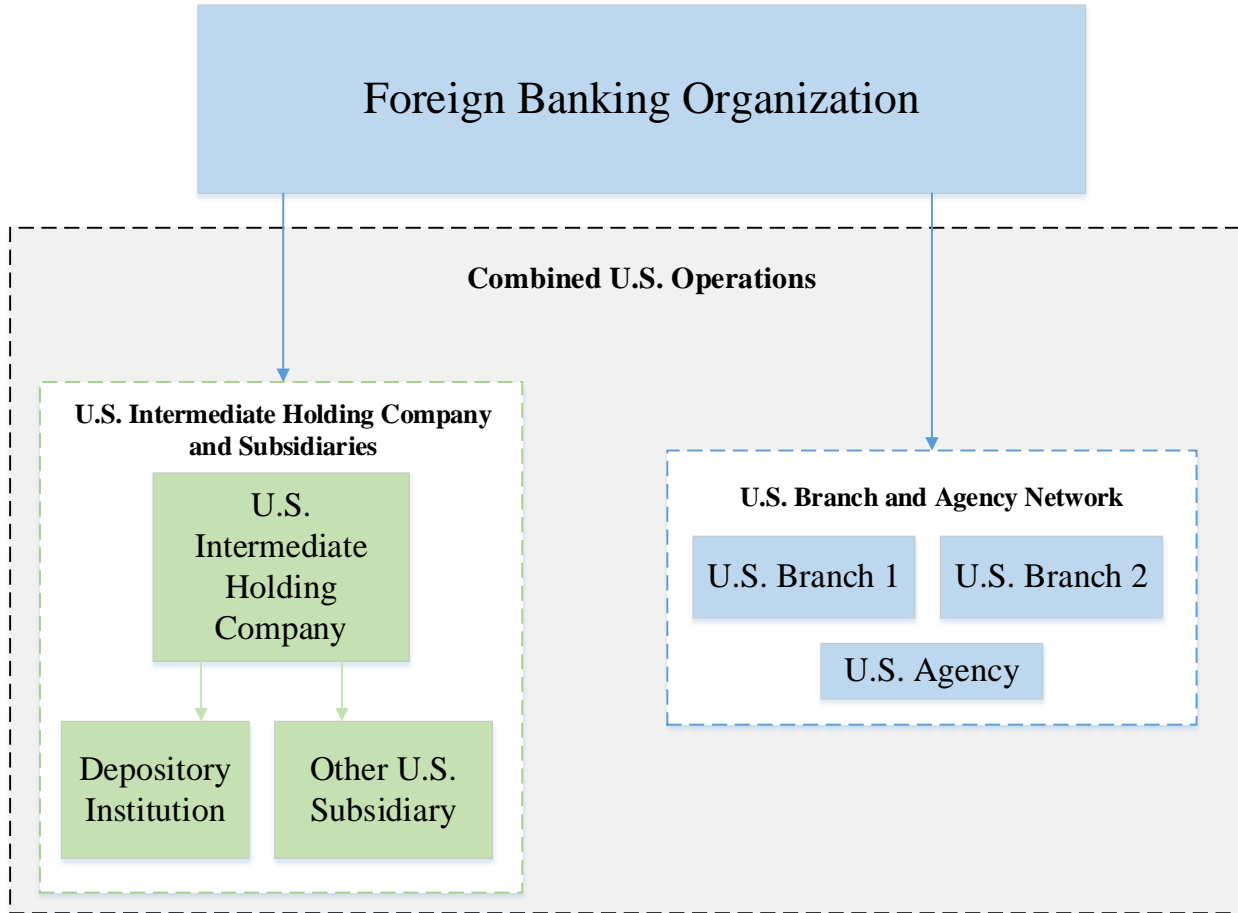 Foreign Banking Organization
Combined U.S. Operations
U.S. Intermediate Holding Company
and Subsidiaries
U.S.
Intermediate
Holding
Company
Depository
Institution
Other U.S.
Subsidiary
U.S. Branch and Agency Network
U.S. Branch 1
U.S. Branch 2
U.S. Agency